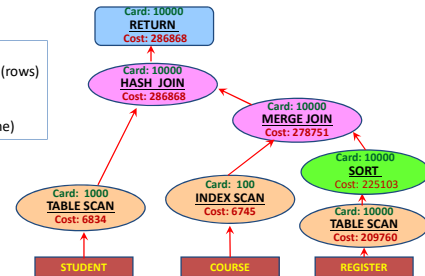 Card: 10000
RETURN
Cost: 286868
(rows)
Card: 10000
HASH JOIN
Cost: 286868
Card: 10000
MERGE JOIN
Cost: 278751
e)
Card: 10000
SORT
Cost: 225103
Card: 1000
TABLE SCAN
Cost: 6834
Card: 100
INDEX SCAN
Cost: 6745
Card: 10000
TABLE SCAN
Cost: 209760
STUDENT
COURSE
REGISTER